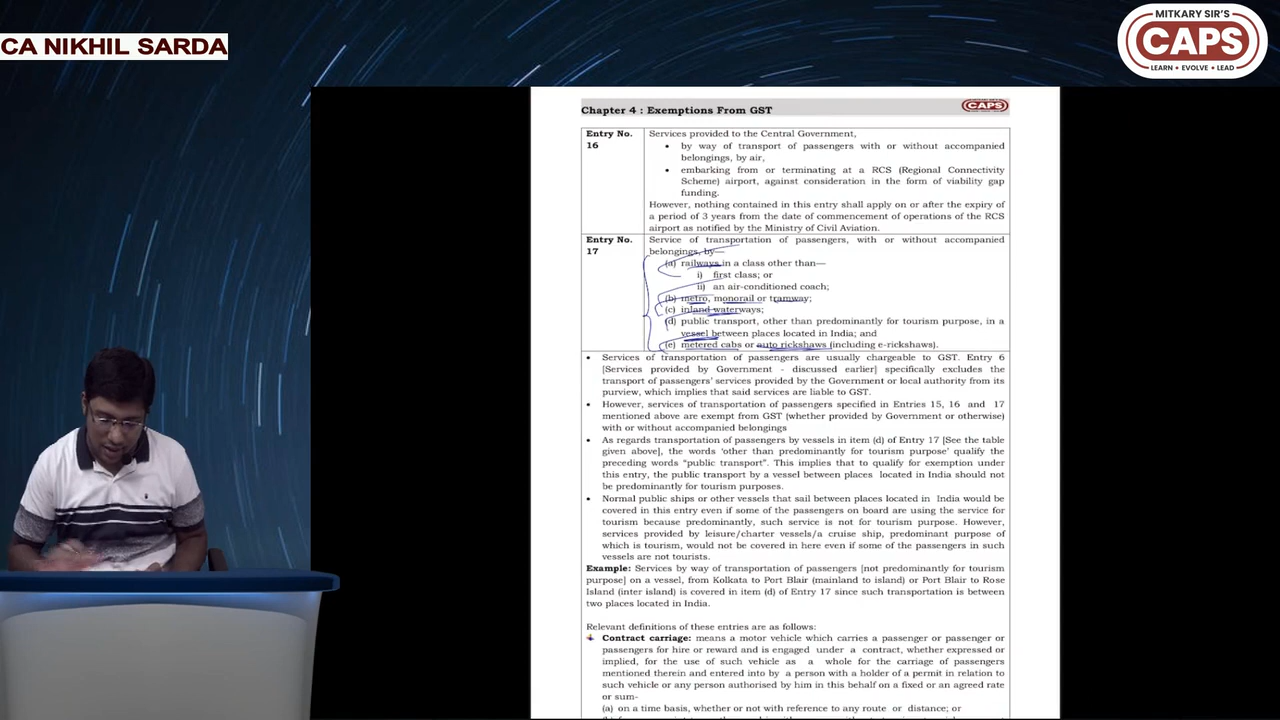 CA NIKHIL SARDA
MITKARY SIR'S
CAPS
LEARN • EVOLVE • LEAD
Chapter 4 : Exemptions From GST
CAPS
Entry No. 16
Services provided to the Central Government,
• by way of transport of passengers with or without accompanied
belongings, by air,
• embarking from or terminating at a RCS (Regional Connectivity
Scheme) airport, against consideration in the form of viability gap
funding.
However, nothing contained in this entry shall apply on or after the expiry of
a period of 3 years from the date of commencement of operations of the RCS
airport as notified by the Ministry of Civil Aviation.
Entry No. 17
Service of transportation of passengers, with or without accompanied
belongings, by—
(a) railways in a class other than—
i) first class; or
ii) an air-conditioned coach;
(b) metro, monorail or tramway;
(c) inland waterways;
(d) public transport, other than predominantly for tourism purpose, in a
vessel between places located in India; and
(e) metered cabs or auto rickshaws (including e-rickshaws).
• Services of transportation of passengers are usually chargeable to GST. Entry 6
[Services provided by Government - discussed earlier] specifically excludes the
transport of passengers' services provided by the Government or local authority from its
purview, which implies that said services are liable to GST.
• However, services of transportation of passengers specified in Entries 15, 16 and 17
mentioned above are exempt from GST (whether provided by Government or otherwise)
with or without accompanied belongings
• As regards transportation of passengers by vessels in item (d) of Entry 17 [See the table
given above], the words 'other than predominantly for tourism purpose' qualify the
preceding words "public transport". This implies that to qualify for exemption under
this entry, the public transport by a vessel between places located in India should not
be predominantly for tourism purposes.
• Normal public ships or other vessels that sail between places located in India would be
covered in this entry even if some of the passengers on board are using the service for
tourism because predominantly, such service is not for tourism purpose. However,
services provided by leisure/charter vessels/a cruise ship, predominant purpose of
which is tourism, would not be covered in here even if some of the passengers in such
vessels are not tourists.
Example: Services by way of transportation of passengers [not predominantly for tourism
purpose] on a vessel, from Kolkata to Port Blair (mainland to island) or Port Blair to Rose
Island (inter island) is covered in item (d) of Entry 17 since such transportation is between
two places located in India.
Relevant definitions of these entries are as follows:
Contract carriage: means a motor vehicle which carries a passenger or passenger or
passengers for hire or reward and is engaged under a contract, whether expressed or
implied, for the use of such vehicle as a whole for the carriage of passengers
mentioned therein and entered into by a person with a holder of a permit in relation to
such vehicle or any person authorised by him in this behalf on a fixed or an agreed rate
or sum-
(a) on a time basis, whether or not with reference to any route or distance; or